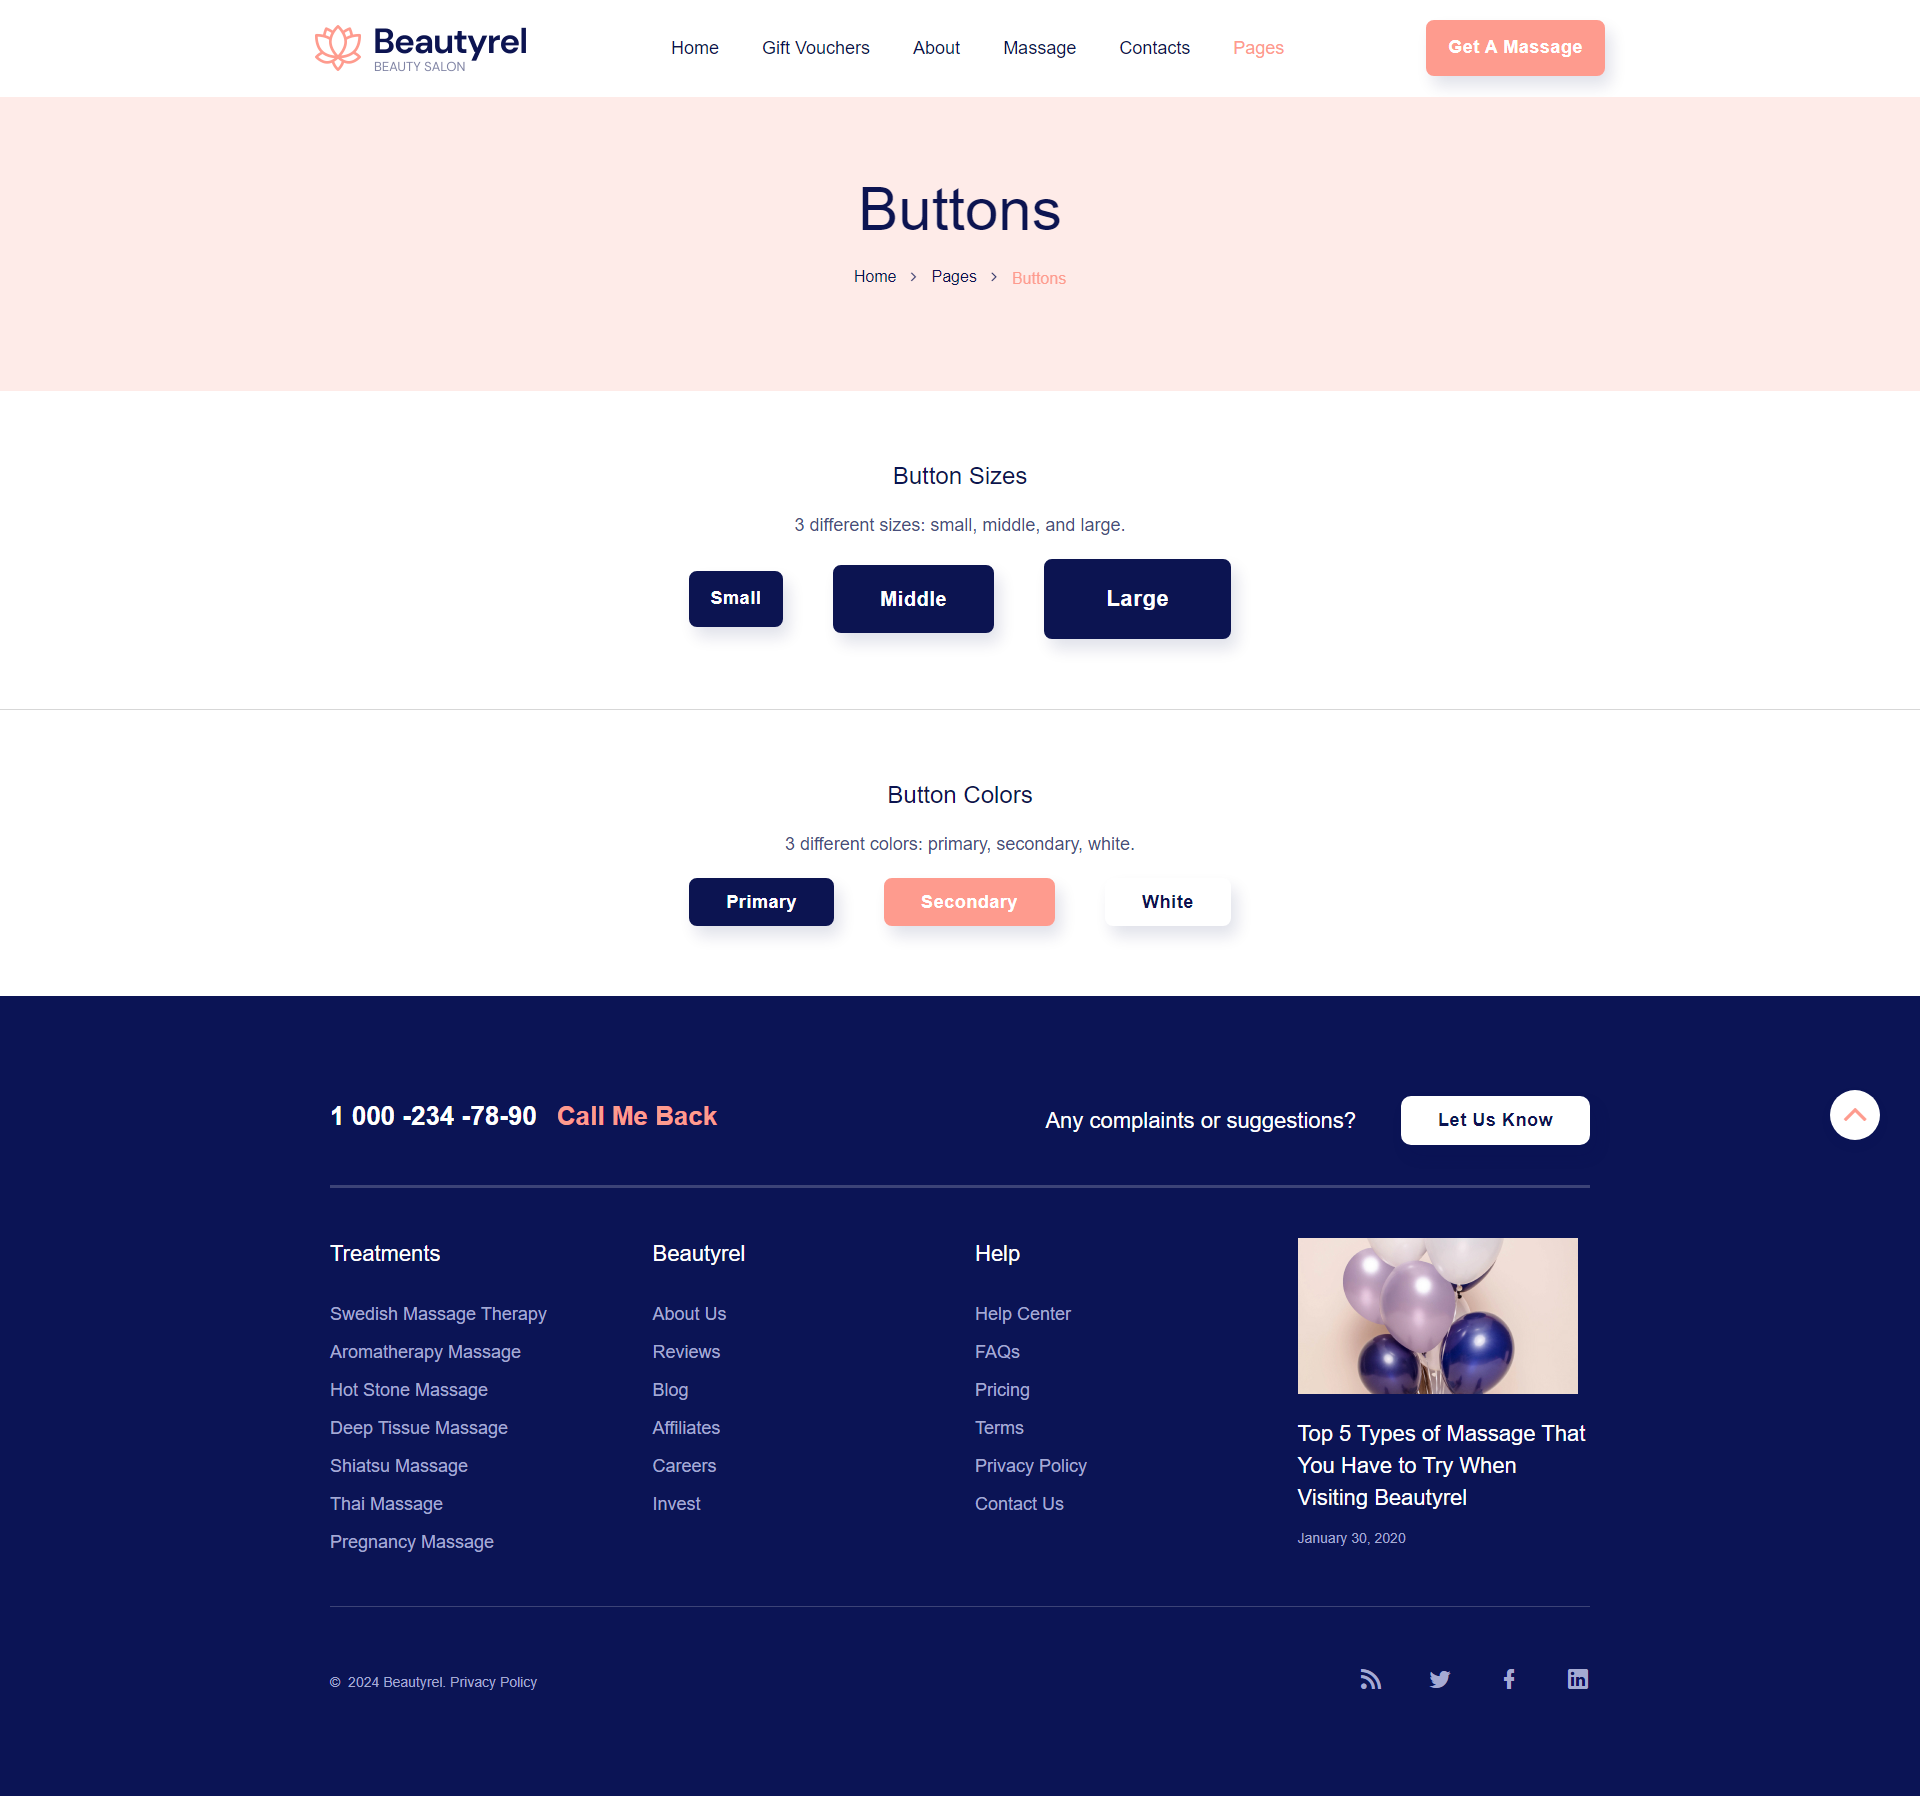 Beautyrel
BEAUTY SALON
Home Gift Vouchers About Massage Contacts Pages
Get A Massage
Buttons
Home Pages Buttons
Button Sizes
3 different sizes: small, middle, and large.
Small Middle Large
Button Colors
3 different colors: primary, secondary, white.
Primary Secondary White
1 000 -234 -78-90 Call Me Back
Any complaints or suggestions? Let Us Know
Treatments
Swedish Massage Therapy
Aromatherapy Massage
Hot Stone Massage
Deep Tissue Massage
Shiatsu Massage
Thai Massage
Pregnancy Massage
Beautyrel
About Us
Reviews
Blog
Affiliates
Careers
Invest
Help
Help Center
FAQs
Pricing
Terms
Privacy Policy
Contact Us
Top 5 Types of Massage That
You Have to Try When
Visiting Beautyrel
January 30, 2020
© 2024 Beautyrel. Privacy Policy